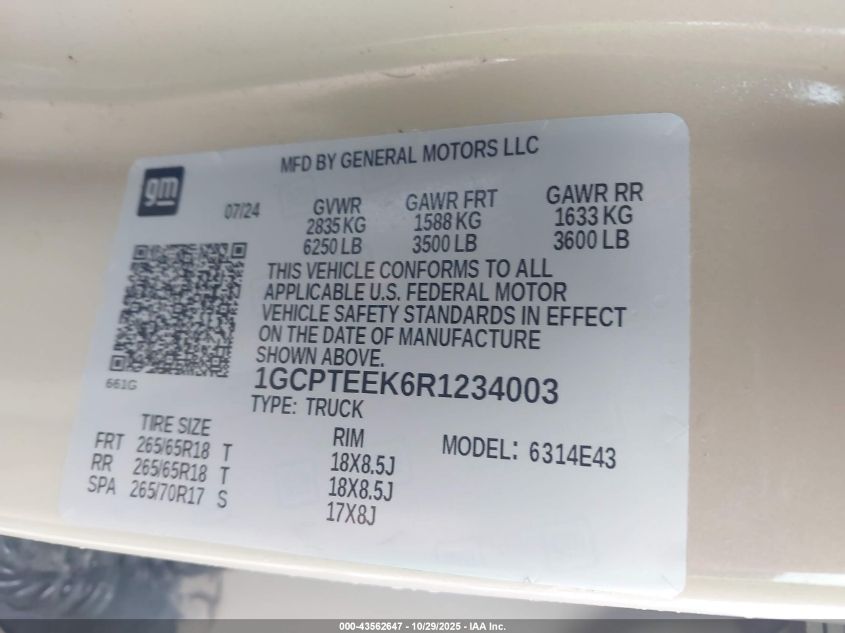 MFD BY GENERAL MOTORS LLC
gm
07/24
GVWR GAWR FRT GAWR RR
2835 KG 1588 KG 1633 KG
6250 LB 3500 LB 3600 LB
THIS VEHICLE CONFORMS TO ALL
APPLICABLE U.S. FEDERAL MOTOR
VEHICLE SAFETY STANDARDS IN EFFECT
ON THE DATE OF MANUFACTURE
SHOWN ABOVE.
661G
1GCPTEEK6R1234003
TYPE: TRUCK
TIRE SIZE RIM MODEL: 6314E43
FRT 265/65R18 T 18X8.5J
RR 265/65R18 T 18X8.5J
SPA 265/70R17 S 17X8J
000-43562647 - 10/29/2025 - IAA Inc.